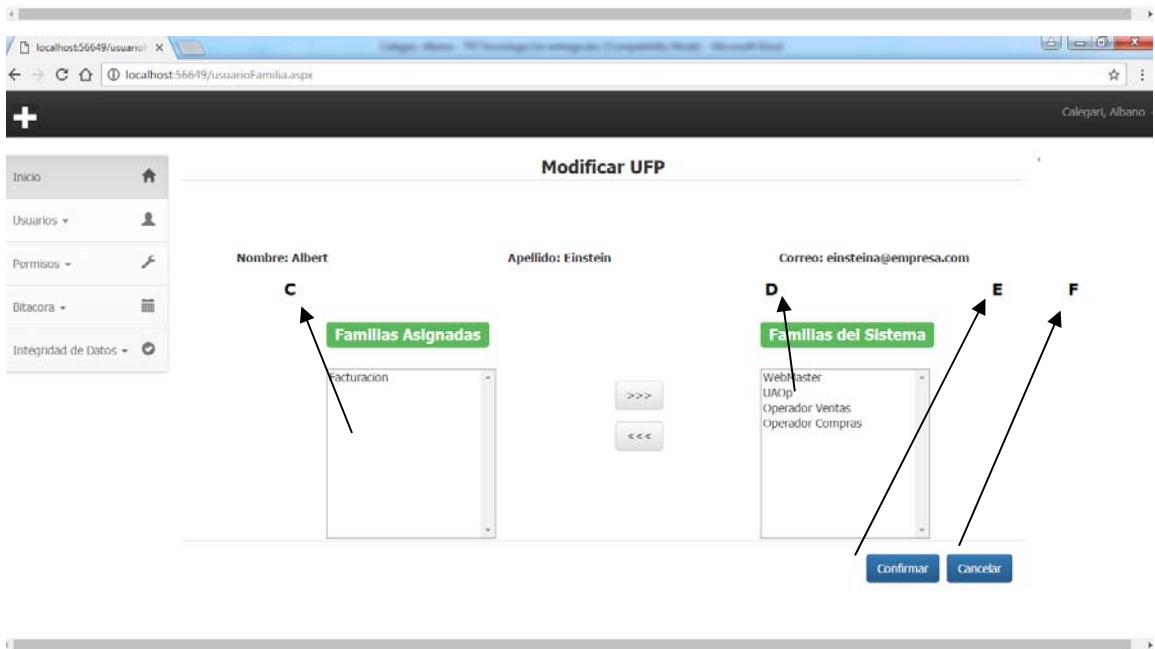 localhost:56649/usuarioF
localhost:56649/usuarioFamilia.aspx
Calegari, Albano
Modificar UFP
Inicio
Usuarios
Permisos
Bitacora
Integridad de Datos
Nombre: Albert Apellido: Einstein Correo: einsteina@empresa.com
C D E F
Familias Asignadas Familias del Sistema
Facturacion
WebMaster
UAOp
Operador Ventas
Operador Compras
>>>
<<<
Confirmar Cancelar